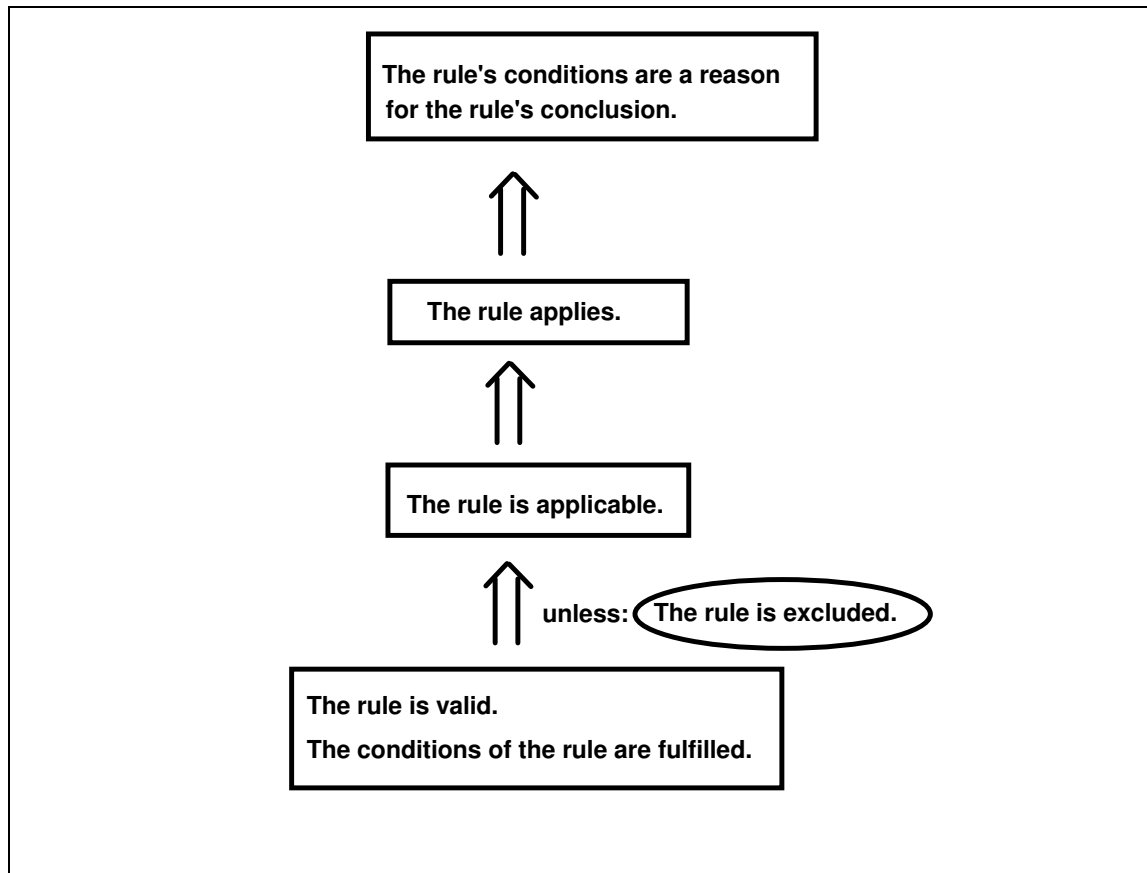 The rule's conditions are a reason
for the rule's conclusion.
The rule applies.
The rule is applicable.
unless: The rule is excluded.
The rule is valid.
The conditions of the rule are fulfilled.